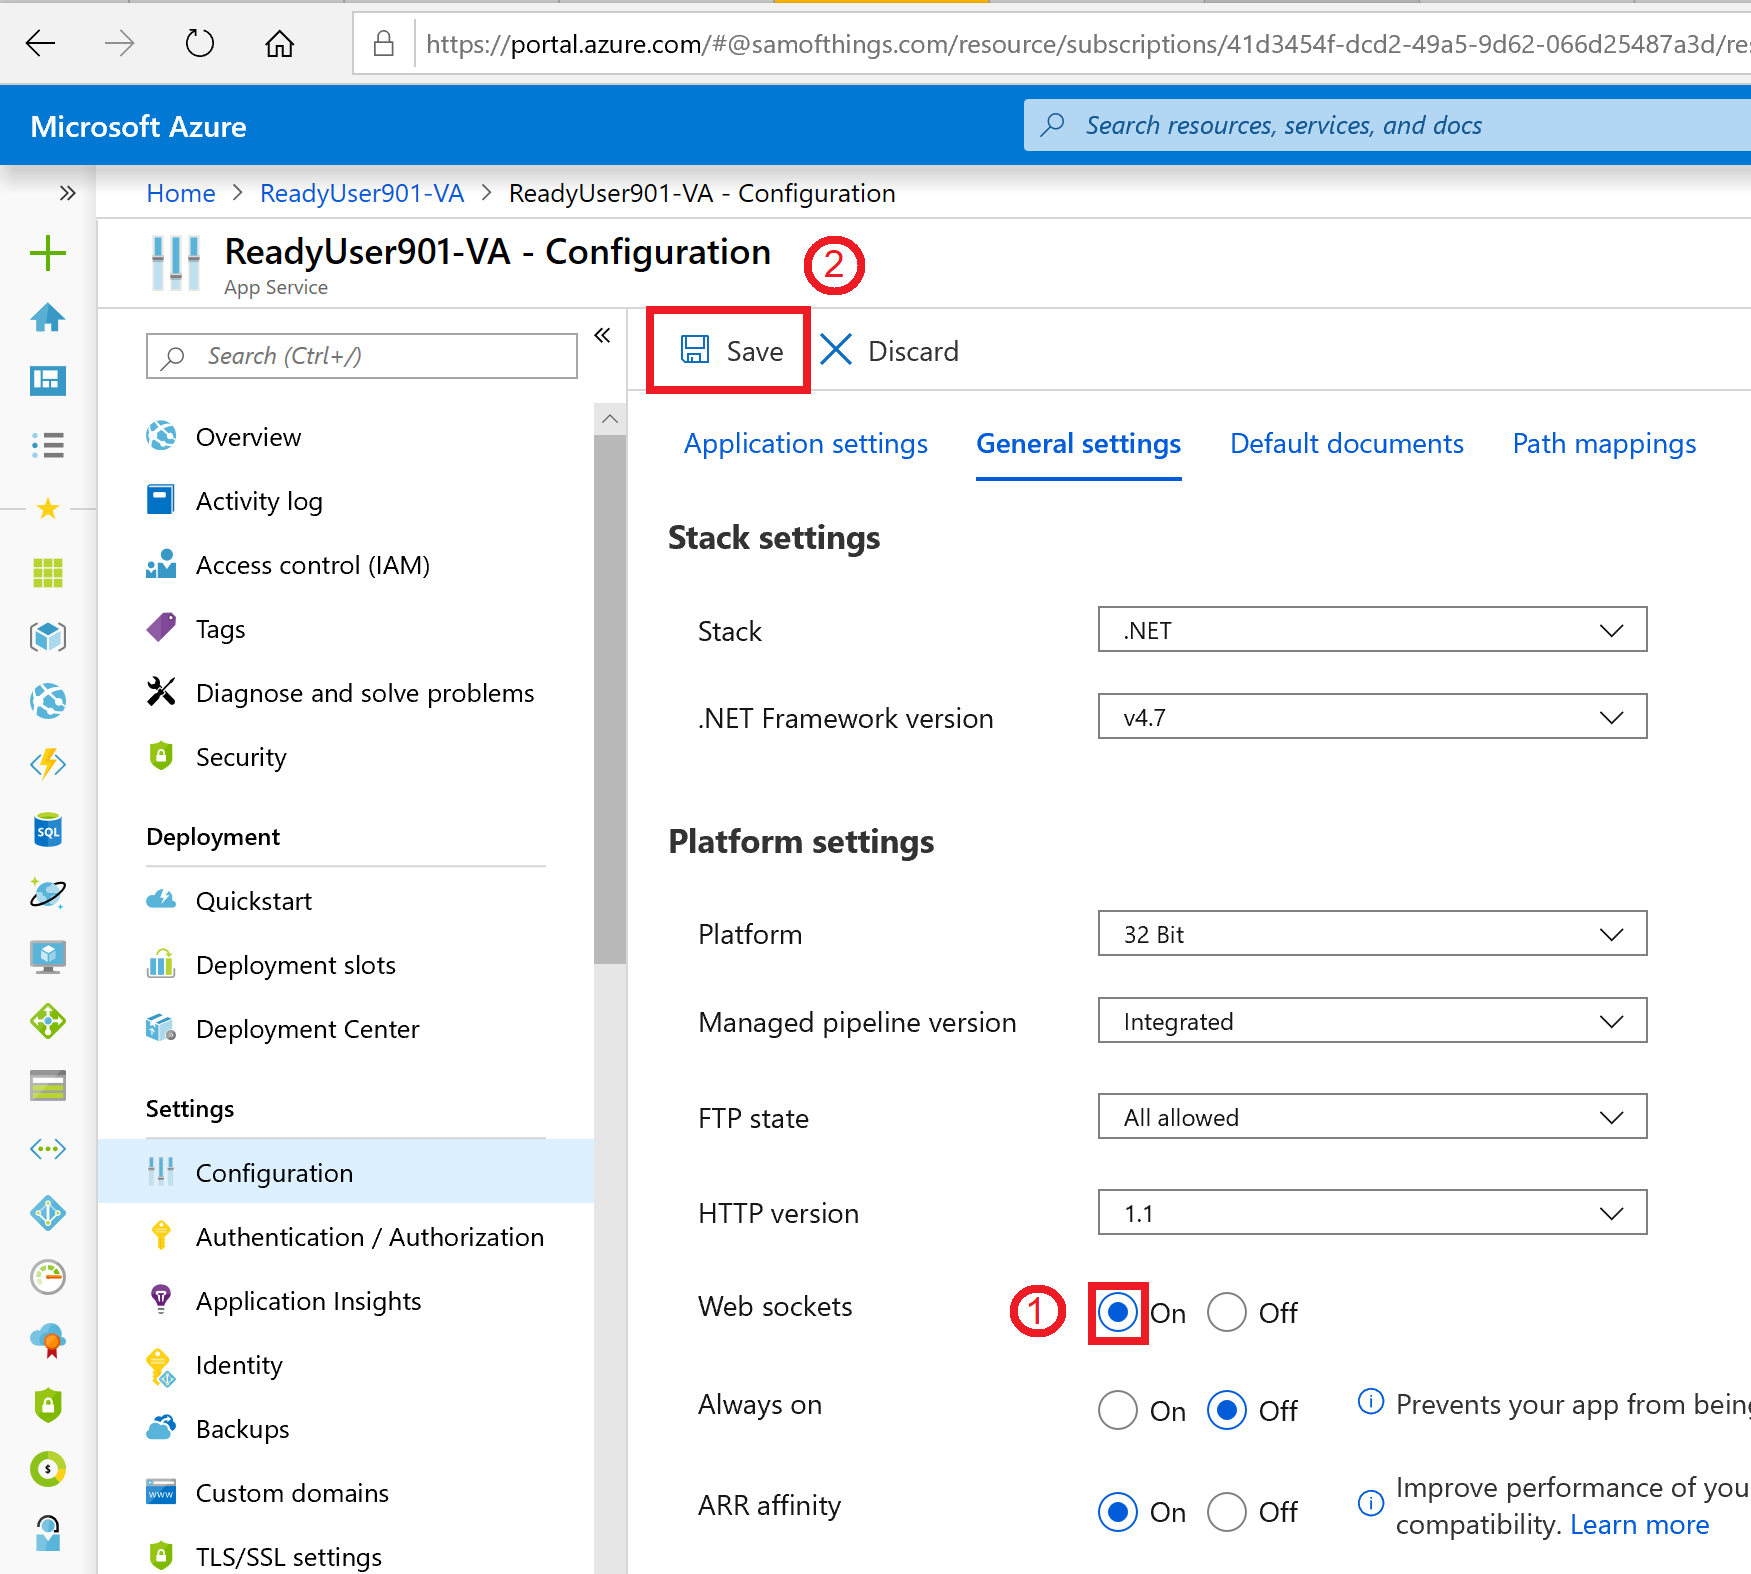 https://portal.azure.com/#@samofthings.com/resource/subscriptions/41d3454f-dcd2-49a5-9d62-066d25487a3d/res
Microsoft Azure
Search resources, services, and docs
Home > ReadyUser901-VA > ReadyUser901-VA - Configuration
ReadyUser901-VA - Configuration
App Service
2
Search (Ctrl+/)
Overview
Activity log
Access control (IAM)
Tags
Diagnose and solve problems
Security
Deployment
Quickstart
Deployment slots
Deployment Center
Settings
Configuration
Authentication / Authorization
Application Insights
Identity
Backups
Custom domains
TLS/SSL settings
SQL
$
www
Save
Discard
Application settings
General settings
Default documents
Path mappings
Stack settings
Stack
.NET
.NET Framework version
v4.7
Platform settings
Platform
32 Bit
Managed pipeline version
Integrated
FTP state
All allowed
HTTP version
1.1
Web sockets
1
On
Off
Always on
On
Off
Prevents your app from being
ARR affinity
On
Off
Improve performance of you
compatibility. Learn more